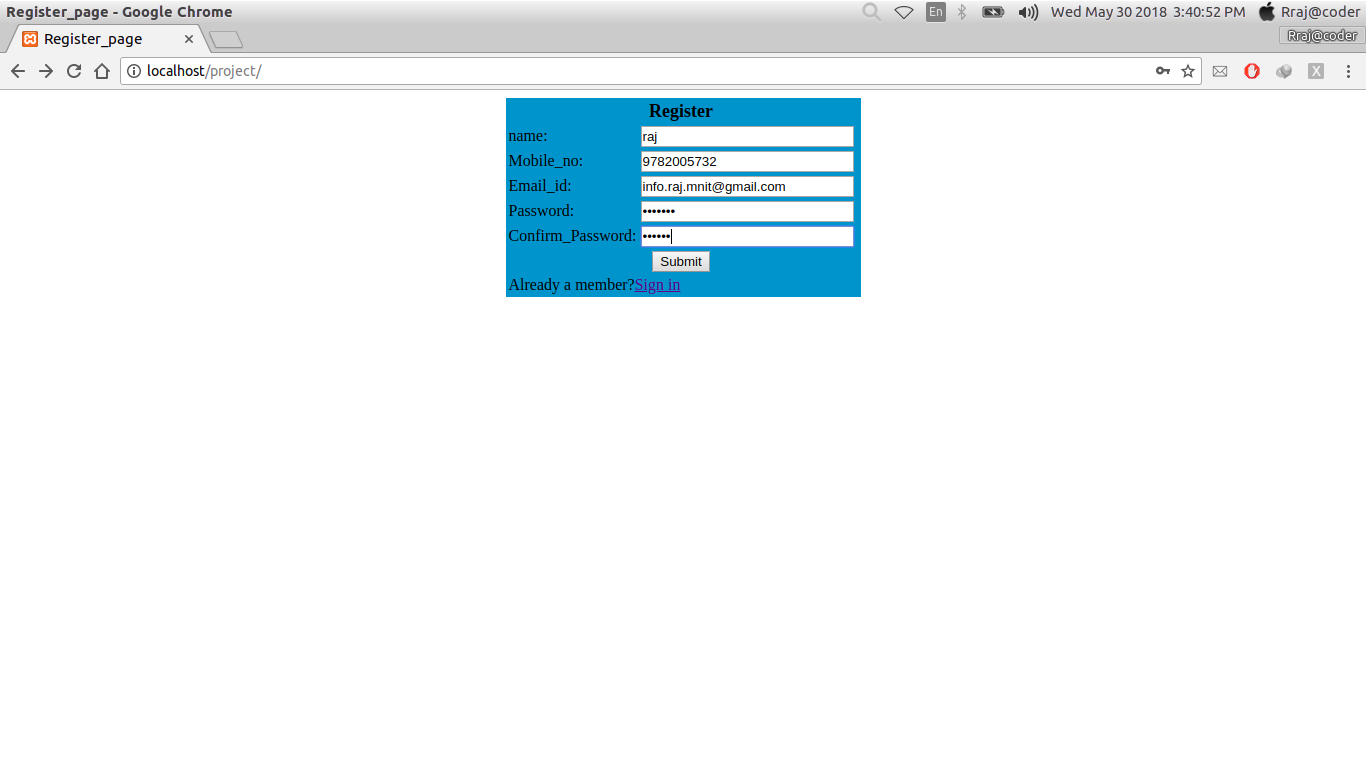 Register_page - Google Chrome
En
Wed May 30 2018 3:40:52 PM
Rraj@coder
Register_page
Rraj@coder
localhost/project/
X
Register
name: raj
Mobile_no: 9782005732
Email_id: info.raj.mnit@gmail.com
Password: •••••••
Confirm_Password: ••••••
Submit
Already a member?Sign in